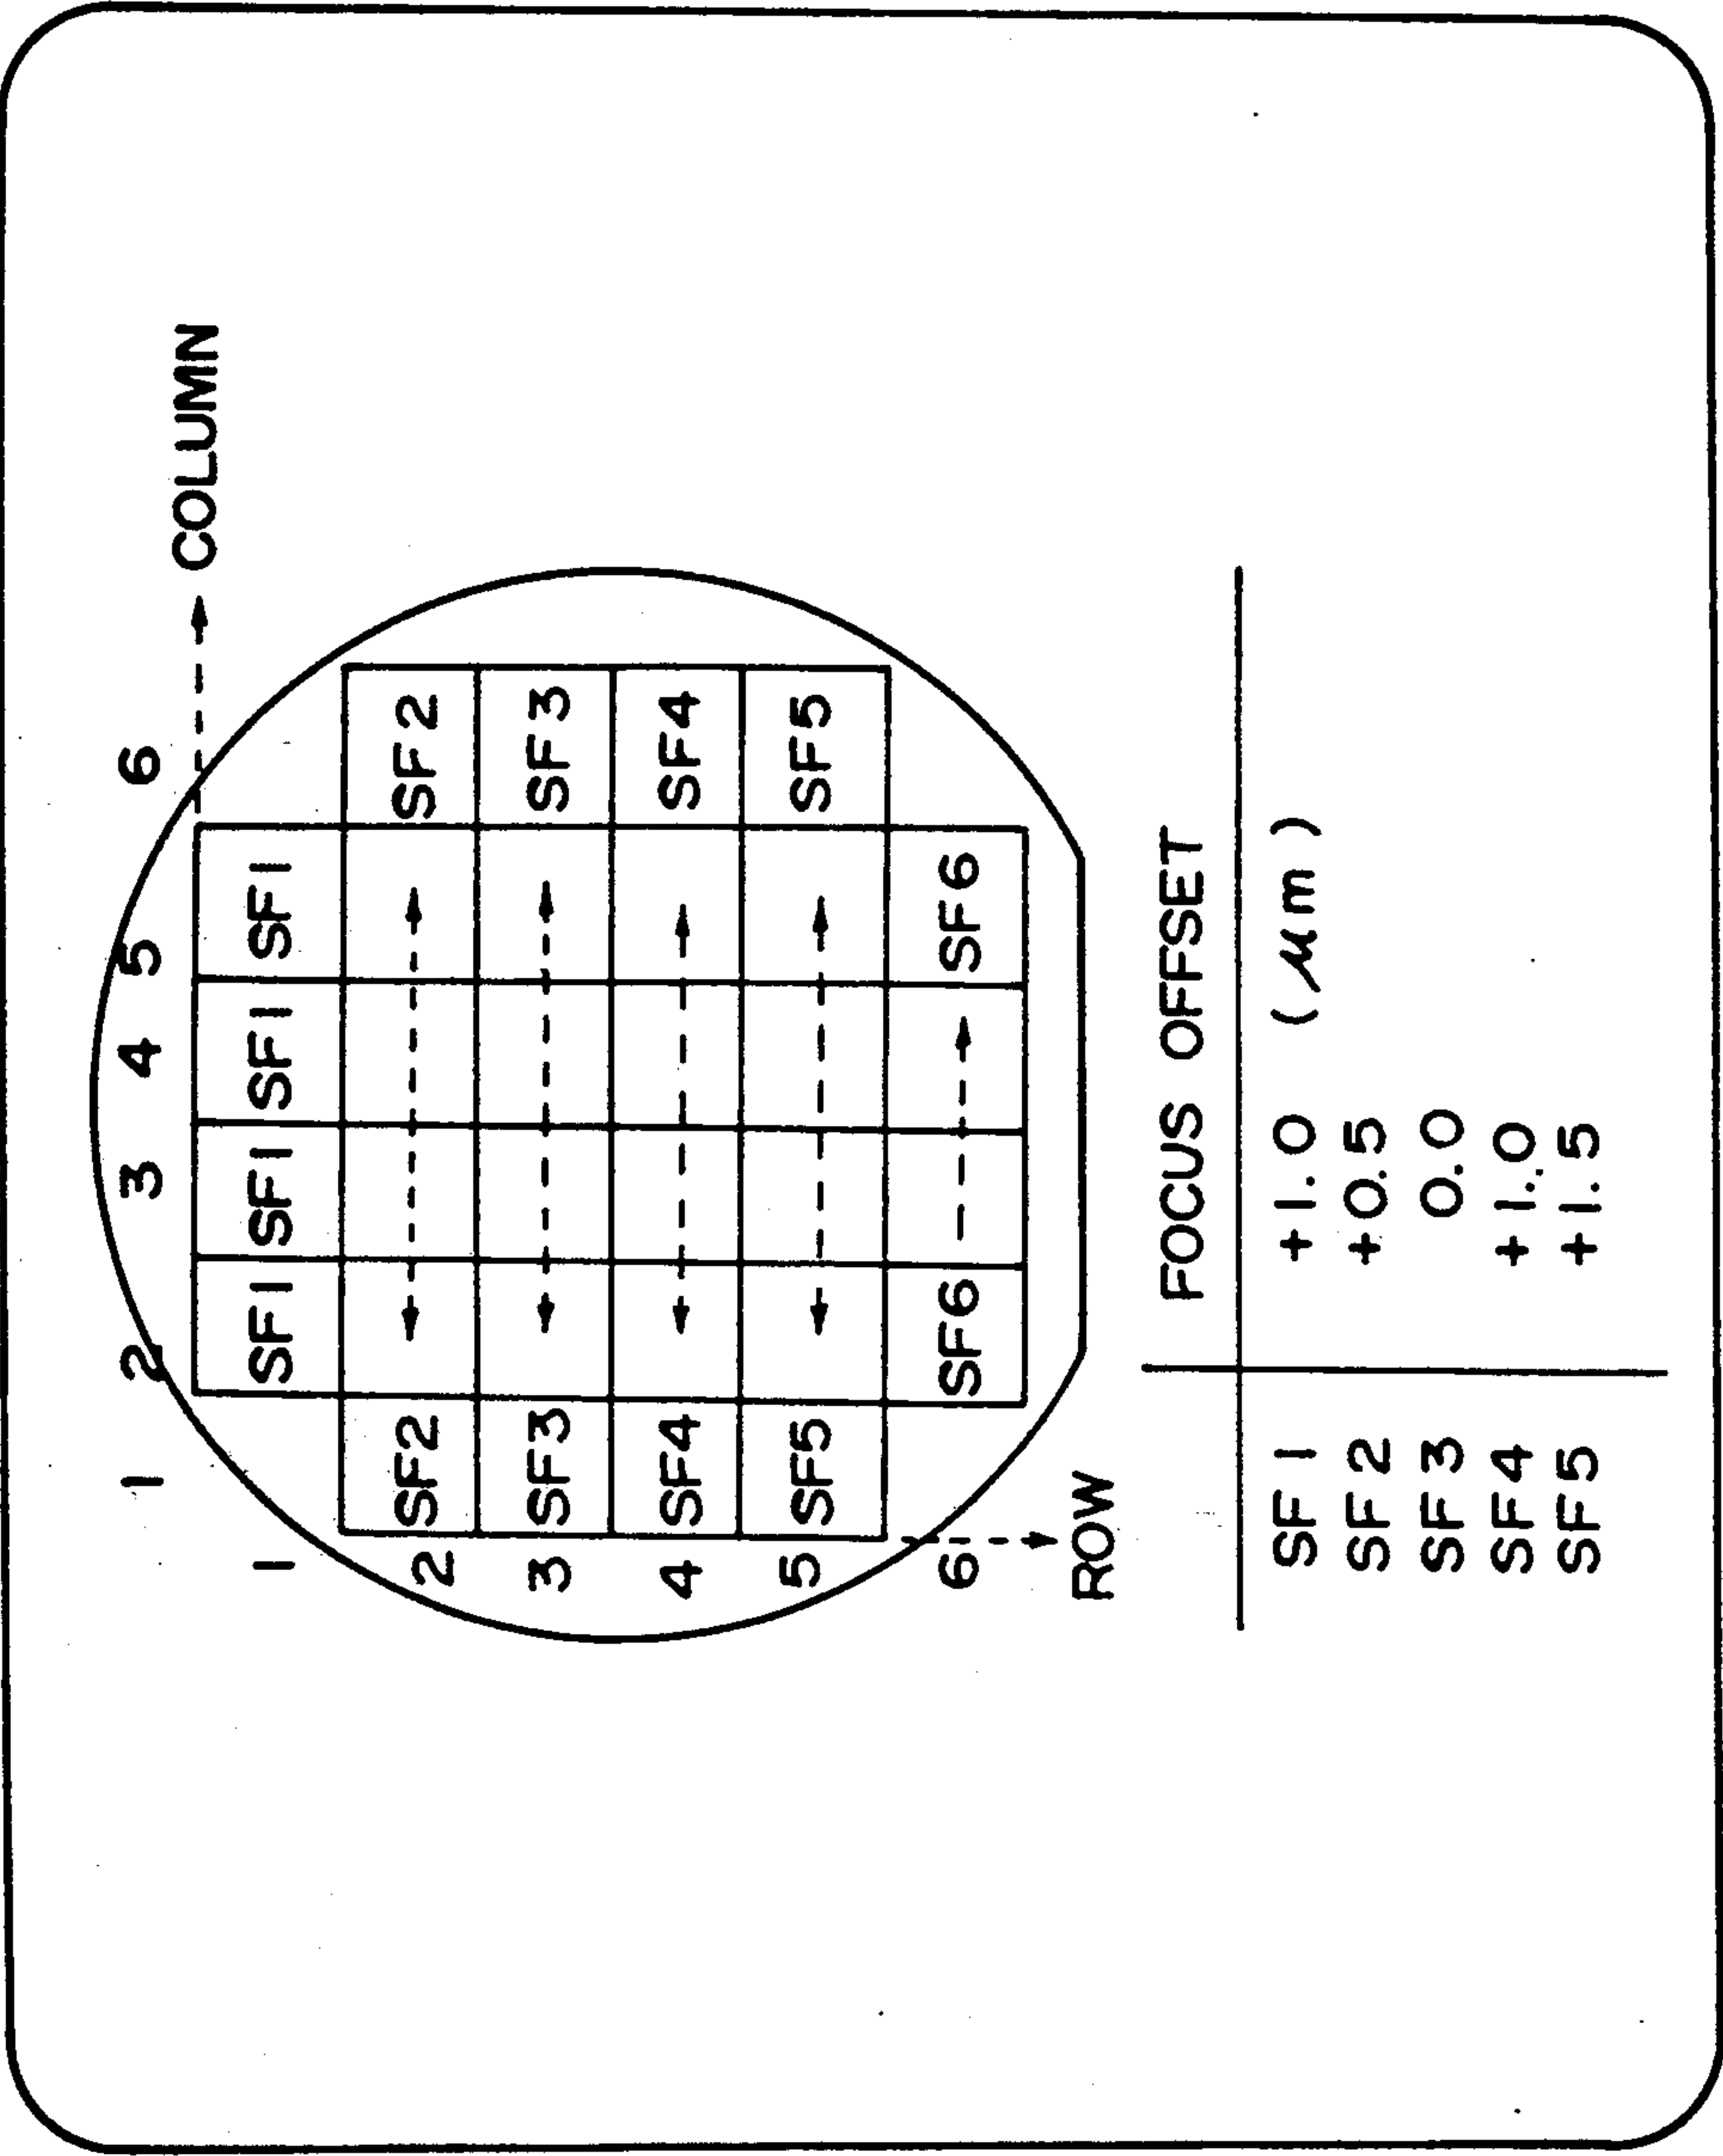 COLUMN
1 2 3 4 5 6
1 SF1 SF1 SF1 SF1
2 SF2 SF2
3 SF3 SF3
4 SF4 SF4
5 SF5 SF5
6 SF6 SF6
ROW
FOCUS OFFSET
SF1 +1.0 (μm)
SF2 +0.5
SF3 0.0
SF4 +1.0
SF5 +1.5